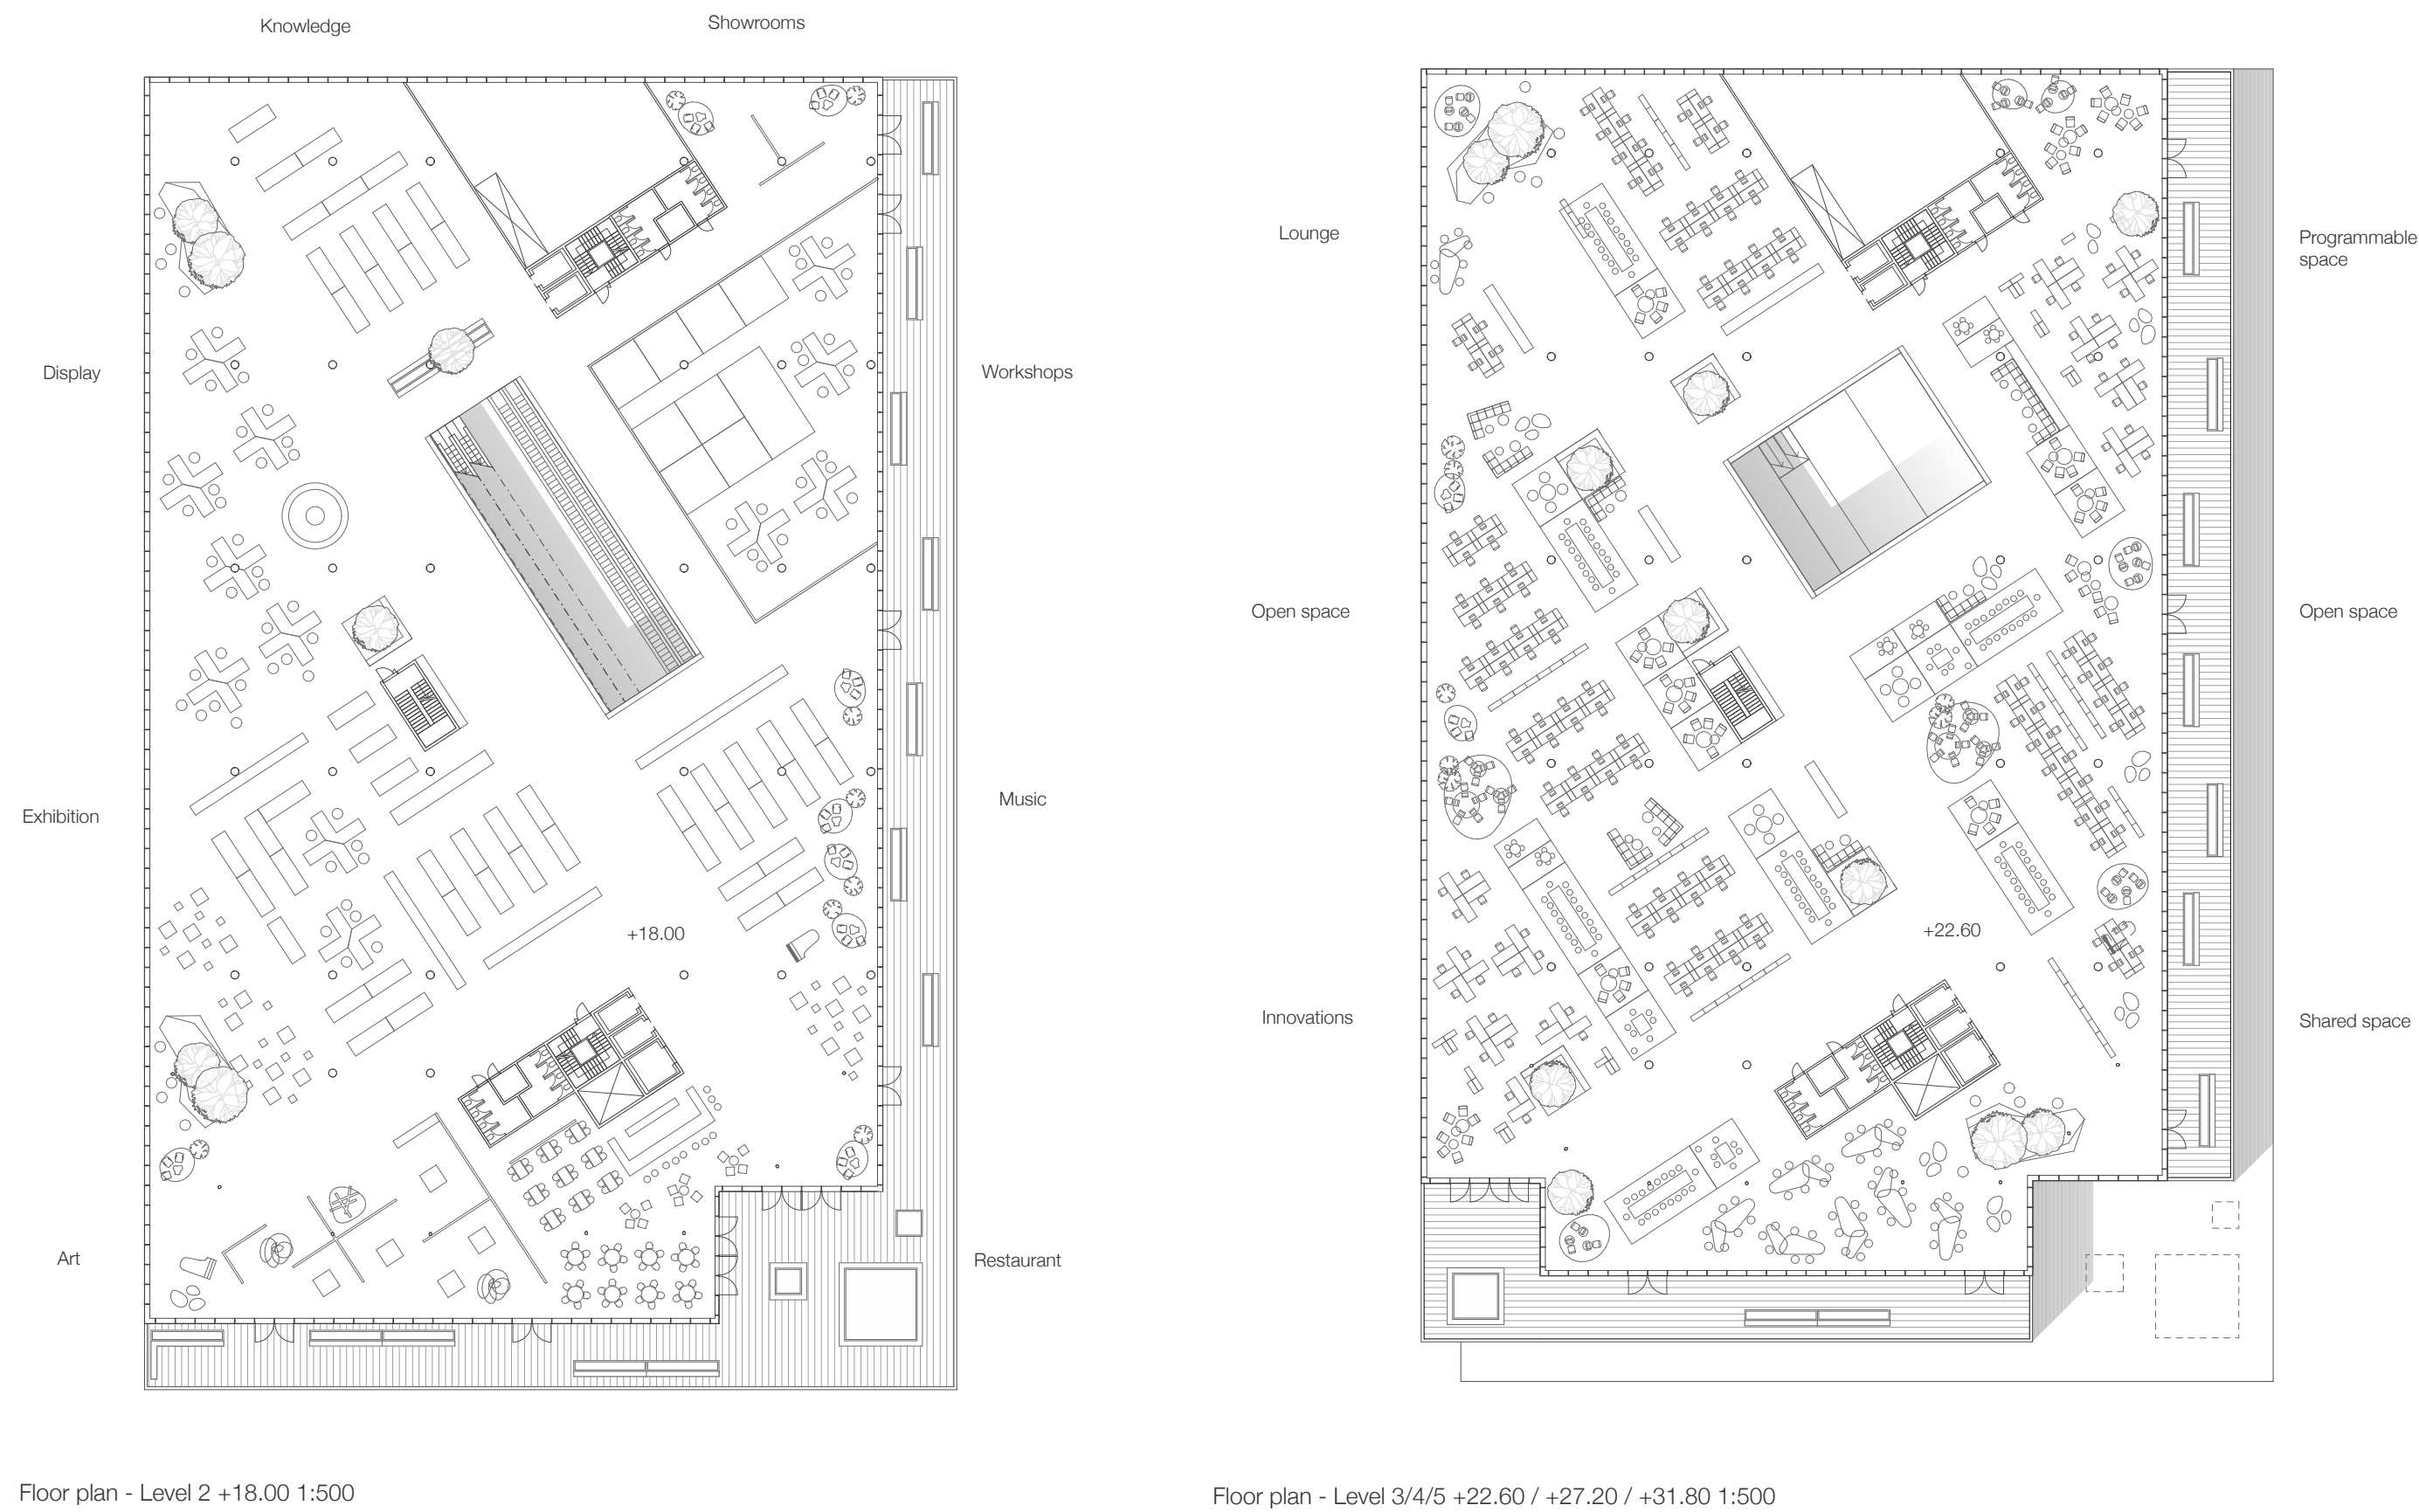 Knowledge
Showrooms
Display
Workshops
Exhibition
Music
+18.00
Art
Restaurant
Floor plan - Level 2 +18.00 1:500
Lounge
Programmable
space
Open space
Open space
+22.60
Innovations
Shared space
Floor plan - Level 3/4/5 +22.60 / +27.20 / +31.80 1:500